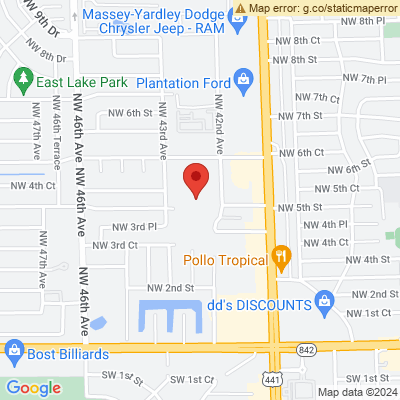 Map error: g.co/staticmaperror
Massey-Yardley Dodge
Chrysler Jeep - RAM
NW 9th Dr
NW 8th Dr
NW 8th Ct
NW 8th St
NW 7th Pl
Plantation Ford
East Lake Park
NW 7th Ct
NW 6th St
NW 7th St
NW 47th Ave
NW 46th Terrace
NW 46th Ave
NW 43rd Ave
NW 42nd Ave
NW 6th Ct
NW 6th St
NW 46th Ave
NW 4th Ct
NW 5th Ct
NW 5th St
NW 3rd Pl
NW 4th Pl
NW 3rd Ct
NW 4th Ct
NW 47th Ave
NW 46th Ave
Pollo Tropical
NW 4th St
NW 2nd St
NW 2nd St
dd's DISCOUNTS
NW 1st Ct
Bost Billiards
842
SW 1st St
SW 1st Ct
441
Google
Map data ©2024